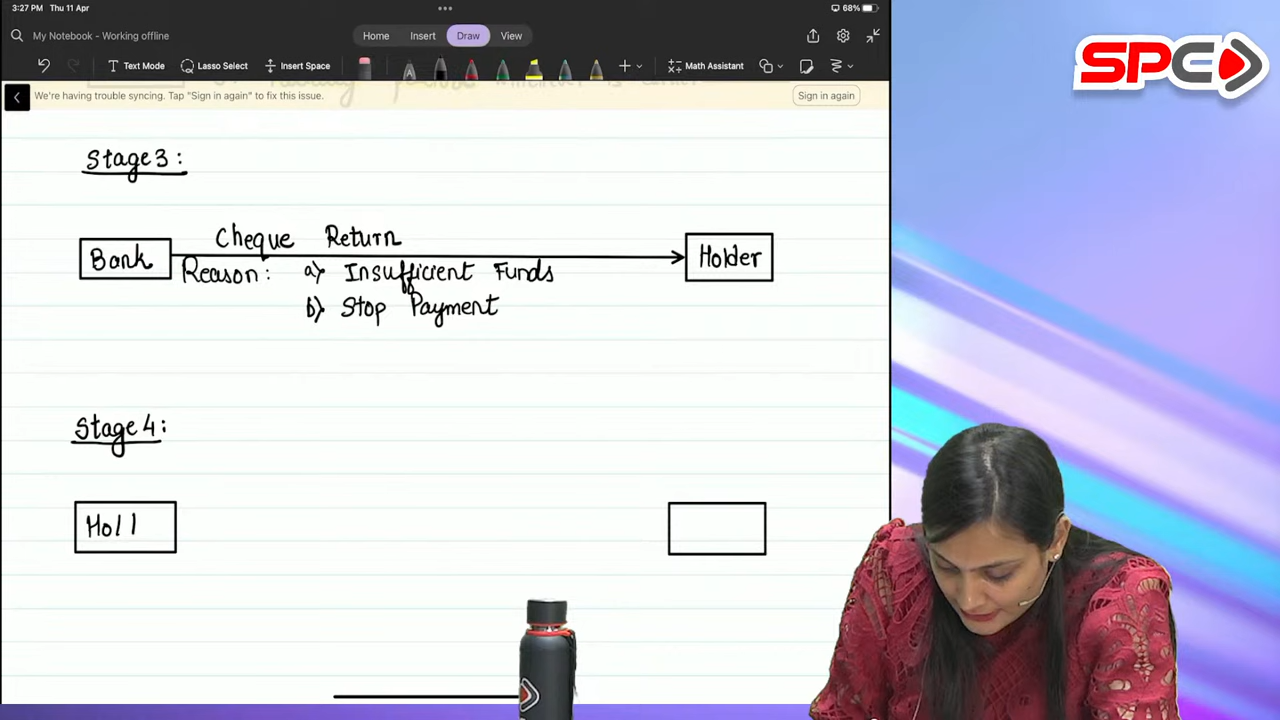 3:27 PM Thu 11 Apr
68%
My Notebook - Working offline
Home Insert Draw View
Text Mode Lasso Select Insert Space Math Assistant
We're having trouble syncing. Tap "Sign in again" to fix this issue.
Sign in again
SPC
Stage 3:
Cheque Return
Bank
Holder
Reason: a) Insufficient Funds
b) Stop Payment
Stage 4:
Hol l